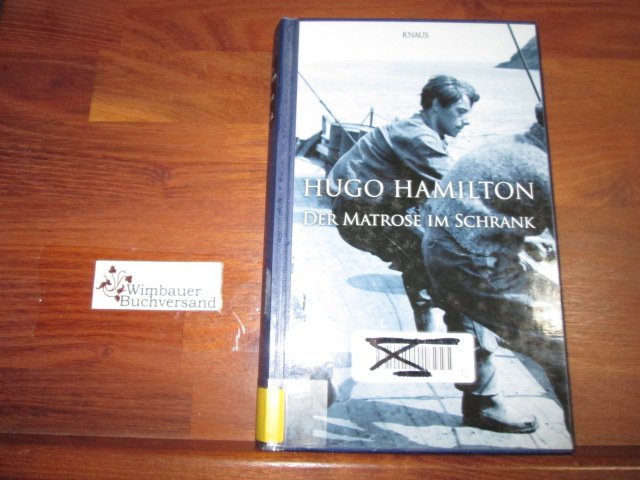 KNAUS
HUGO HAMILTON
DER MATROSE IM SCHRANK
Wimbauer
Buchversand